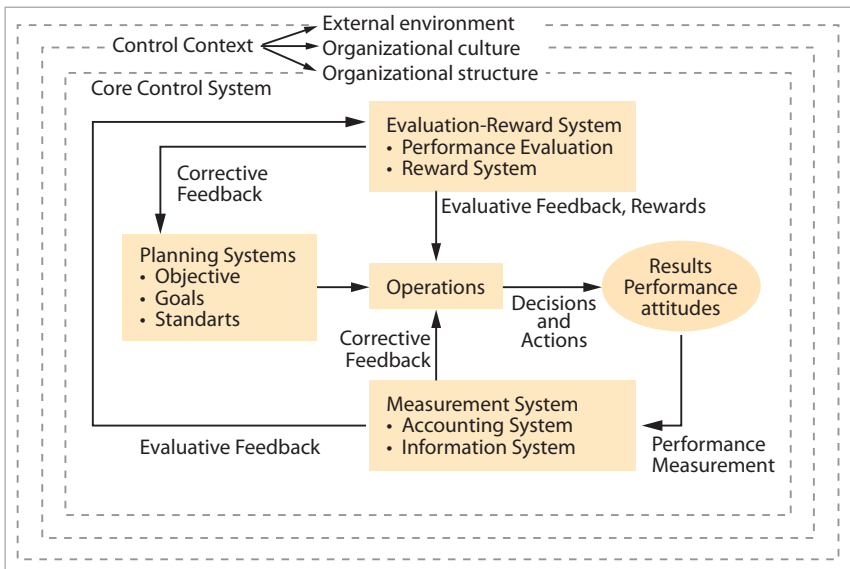 External environment
Control Context
Organizational culture
Organizational structure
Core Control System
Evaluation-Reward System
• Performance Evaluation
• Reward System
Corrective
Feedback
Evaluative Feedback, Rewards
Planning Systems
• Objective
• Goals
• Standarts
Operations
Results
Performance
attitudes
Decisions
and
Actions
Corrective
Feedback
Measurement System
• Accounting System
• Information System
Evaluative Feedback
Performance
Measurement